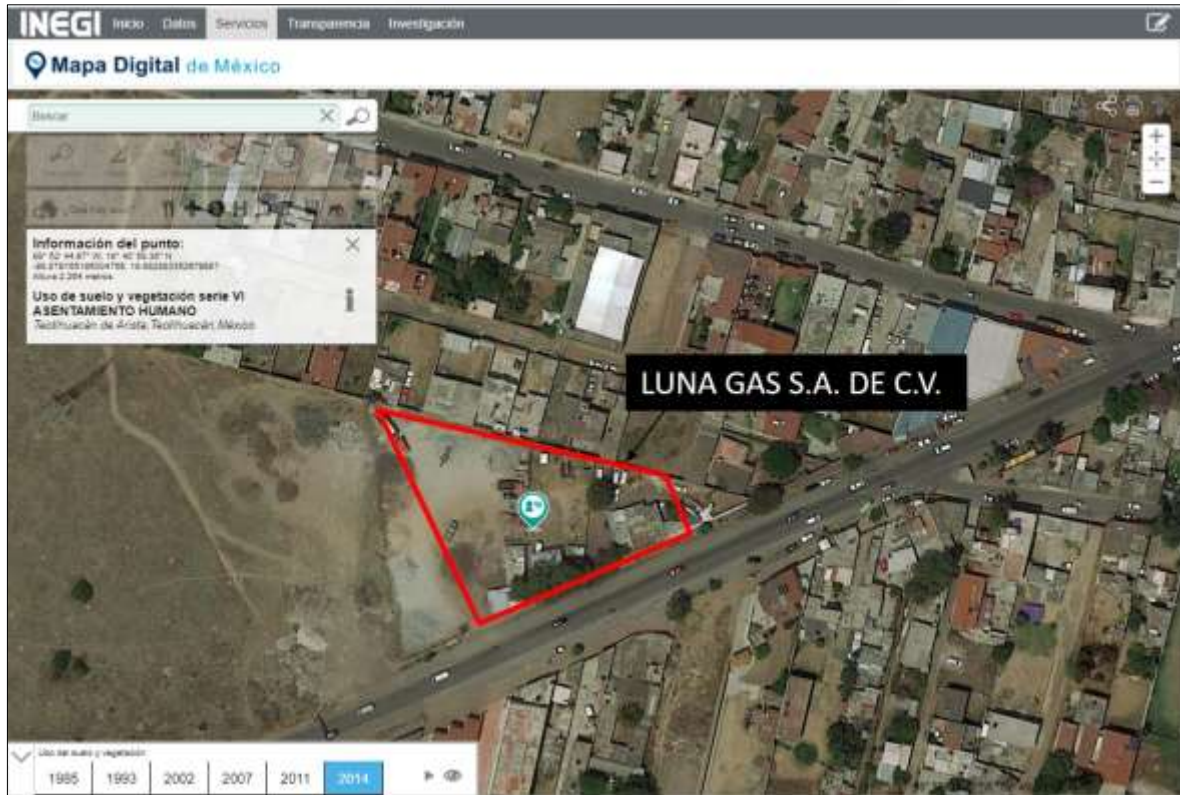 INEGI Inicio Datos Servicios Transparencia Investigación
Mapa Digital de México
Buscar
Información del punto:
Uso de suelo y vegetación serie VI
ASENTAMIENTO HUMANO
Teotihuacán de Arista, Teotihuacán, México
LUNA GAS S.A. DE C.V.
Uso del suelo y vegetación
1985 1993 2002 2007 2011 2014